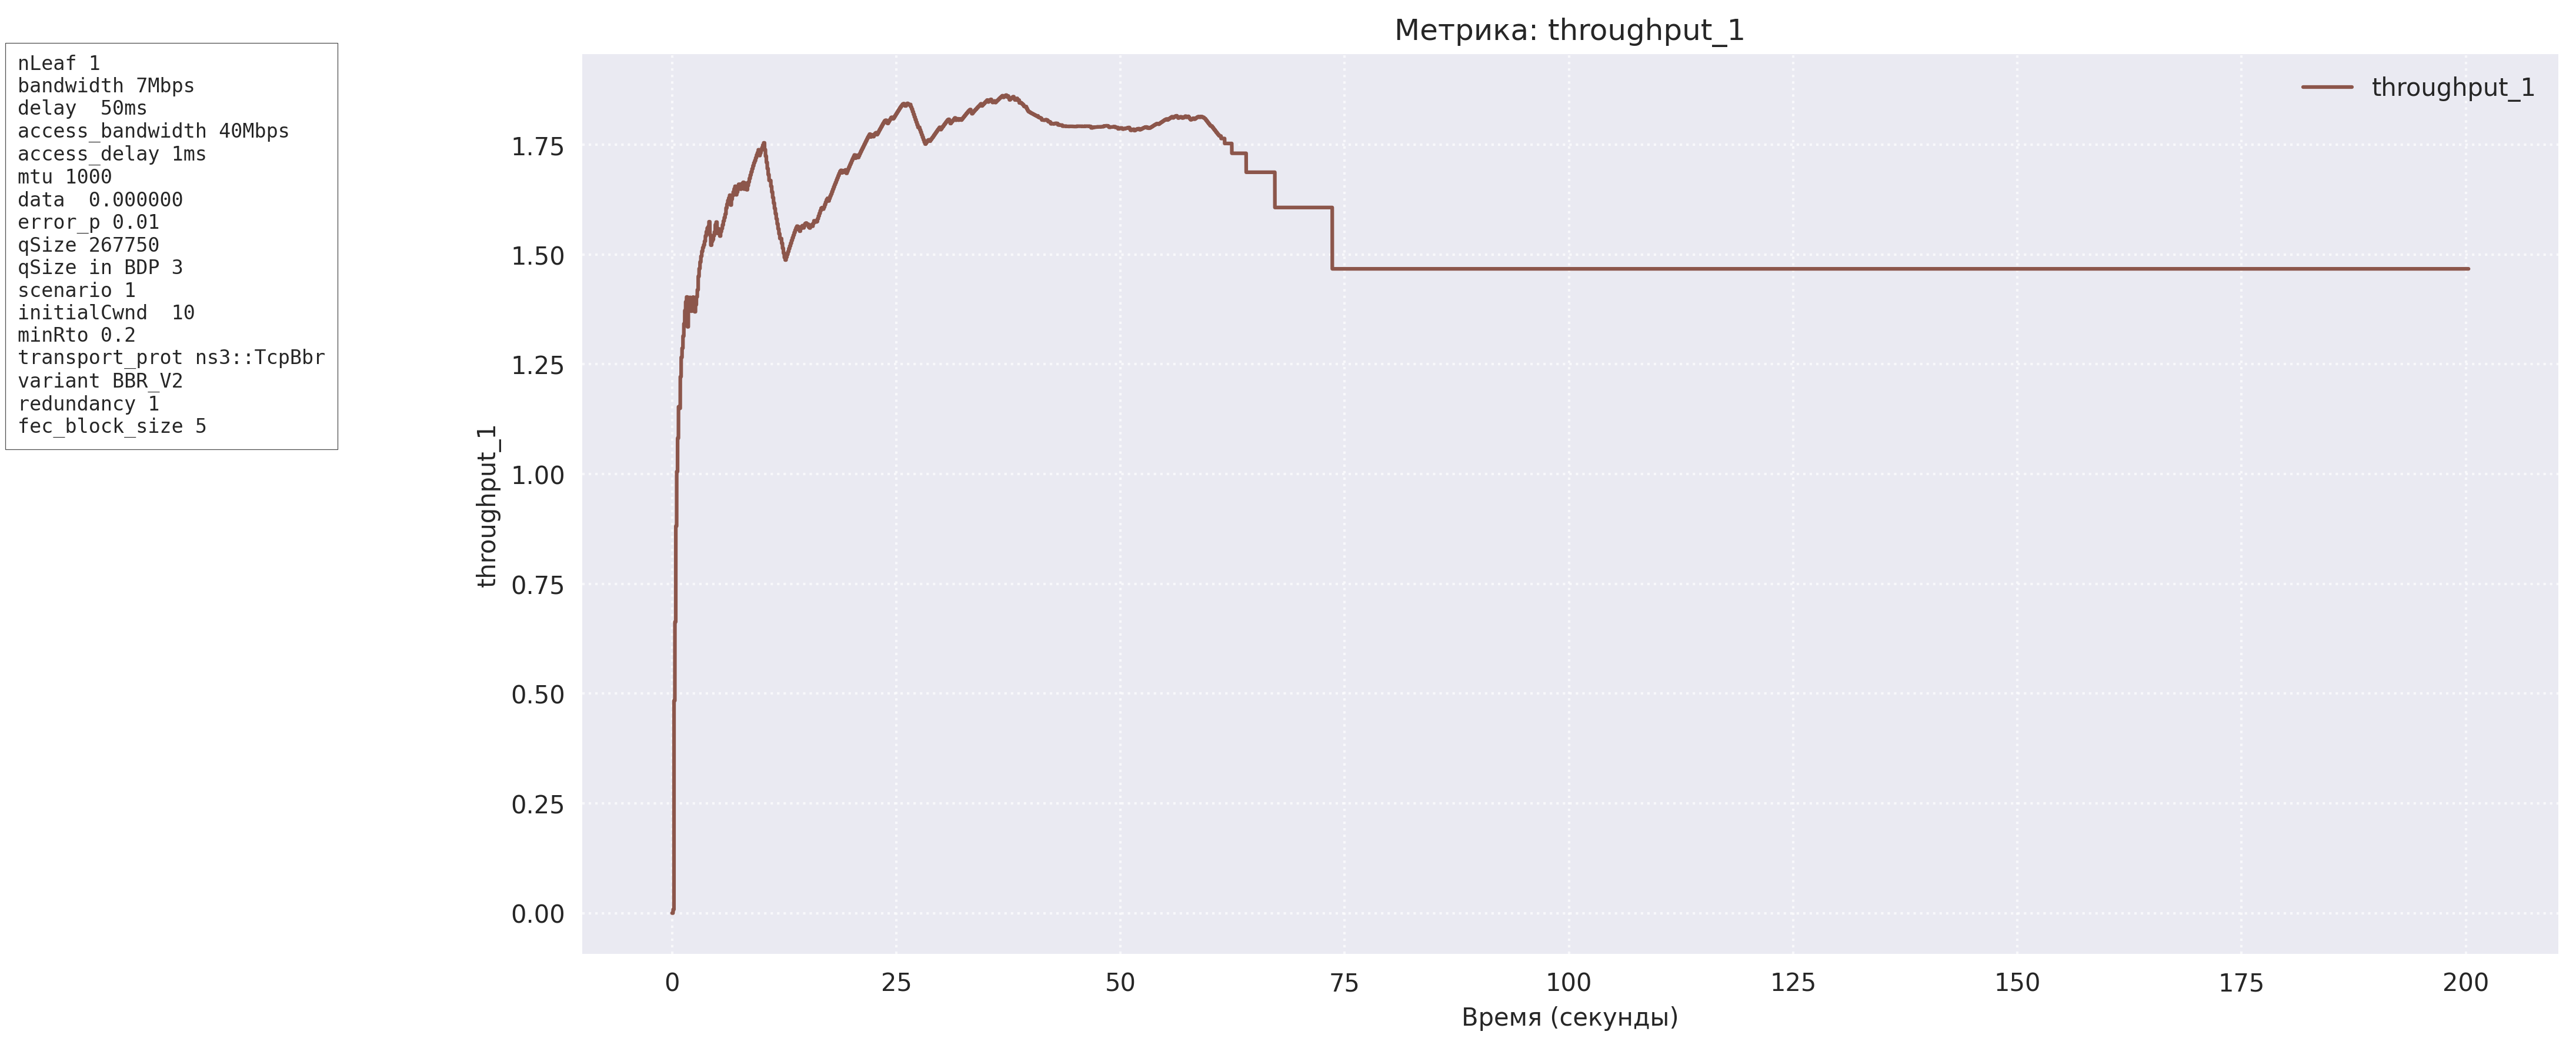 Метрика: throughput_1
nLeaf 1
bandwidth 7Mbps
delay  50ms
access_bandwidth 40Mbps
access_delay 1ms
mtu 1000
data  0.000000
error_p 0.01
qSize 267750
qSize in BDP 3
scenario 1
initialCwnd  10
minRto 0.2
transport_prot ns3::TcpBbr
variant BBR_V2
redundancy 1
fec_block_size 5
throughput_1
throughput_1
1.75
1.50
1.25
1.00
0.75
0.50
0.25
0.00
0 25 50 75 100 125 150 175 200
Время (секунды)